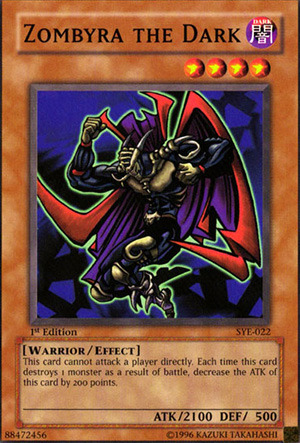 ZOMBYRA THE DARK
DARK
闇
1st Edition
SYE-022
[WARRIOR/EFFECT]
This card cannot attack a player directly. Each time this card
destroys 1 monster as a result of battle, decrease the ATK of
this card by 200 points.
ATK/2100 DEF/ 500
88472456
©1996 KAZUKI TAKAHASHI